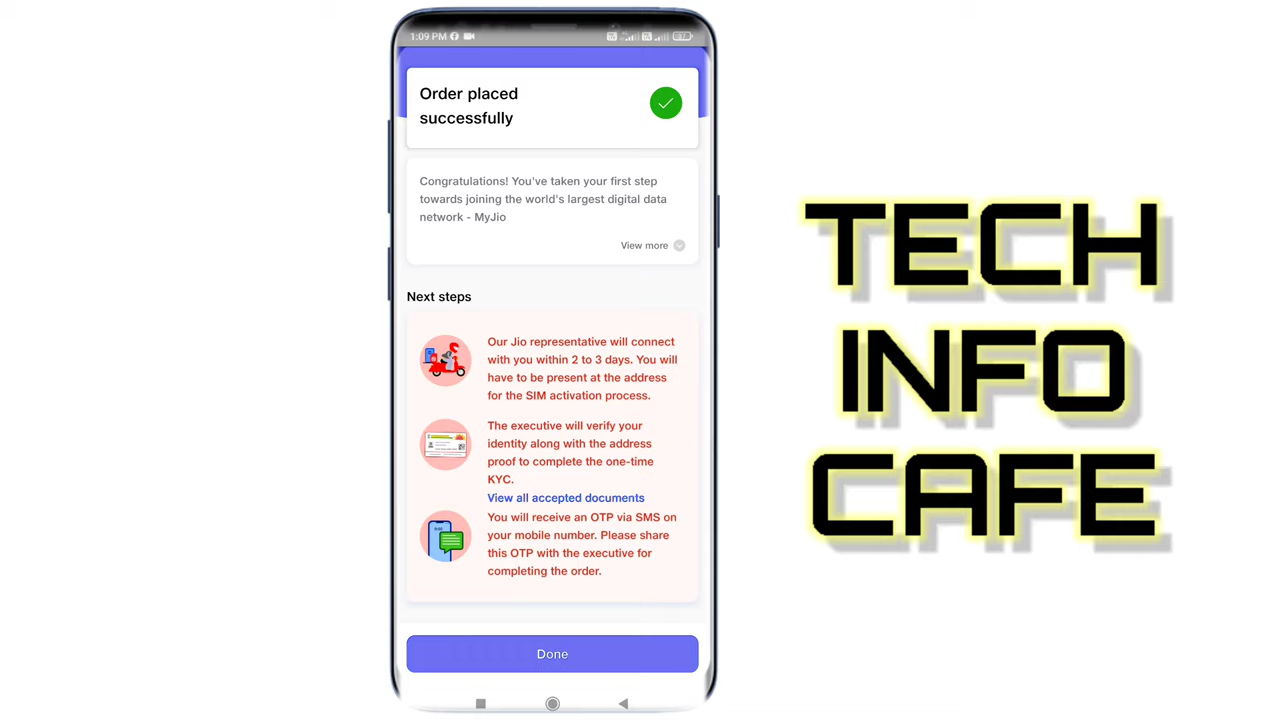 1:09 PM
Order placed
successfully
Congratulations! You've taken your first step
towards joining the world's largest digital data
network - MyJio
View more
Next steps
Our Jio representative will connect
with you within 2 to 3 days. You will
have to be present at the address
for the SIM activation process.
The executive will verify your
identity along with the address
proof to complete the one-time
KYC.
View all accepted documents
You will receive an OTP via SMS on
your mobile number. Please share
this OTP with the executive for
completing the order.
Done
TECH
INFO
CAFE